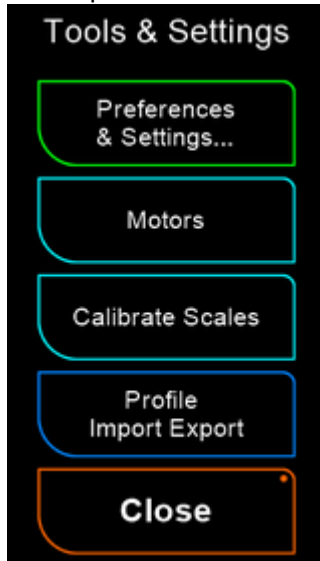 Tools & Settings
Preferences
& Settings...
Motors
Calibrate Scales
Profile
Import Export
Close